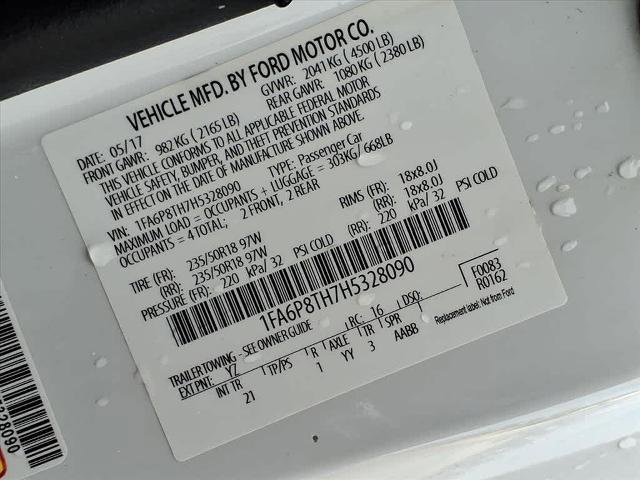 VEHICLE MFD. BY FORD MOTOR CO.
DATE: 05/17 GVWR: 2041 KG ( 4500 LB)
FRONT GAWR: 982 KG ( 2165 LB) REAR GAWR: 1080 KG ( 2380 LB)
THIS VEHICLE CONFORMS TO ALL APPLICABLE FEDERAL MOTOR
VEHICLE SAFETY, BUMPER, AND THEFT PREVENTION STANDARDS
IN EFFECT ON THE DATE OF MANUFACTURE SHOWN ABOVE.
VIN: 1FA6P8TH7H5328090 TYPE: Passenger Car
MAXIMUM LOAD = OCCUPANTS + LUGGAGE = 303KG/ 668LB
OCCUPANTS = 4 TOTAL; 2 FRONT, 2 REAR
TIRE (FR): 235/50R18 97W RIMS (FR): 18x8.0J
(RR): 235/50R18 97W (RR): 18x8.0J
PRESSURE (FR): 220 kPa/ 32 PSI COLD (RR): 220 kPa/ 32 PSI COLD
1FA6P8TH7H5328090
F0083
R0162
TRAILER TOWING - SEE OWNER GUIDE
Replacement label. Not from Ford
EXT PNT: YZ RC: 16 DSO:
INT TR TP/PS R AXLE TR SPR
21 1 YY 3 AABB
5328090